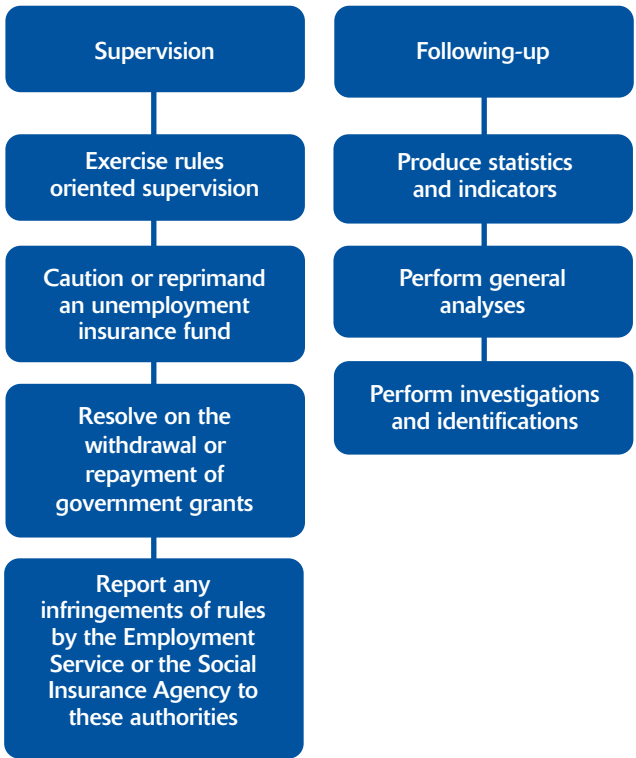 Supervision
Exercise rules
oriented supervision
Caution or reprimand
an unemployment
insurance fund
Resolve on the
withdrawal or
repayment of
government grants
Report any
infringements of rules
by the Employment
Service or the Social
Insurance Agency to
these authorities
Following-up
Produce statistics
and indicators
Perform general
analyses
Perform investigations
and identifications